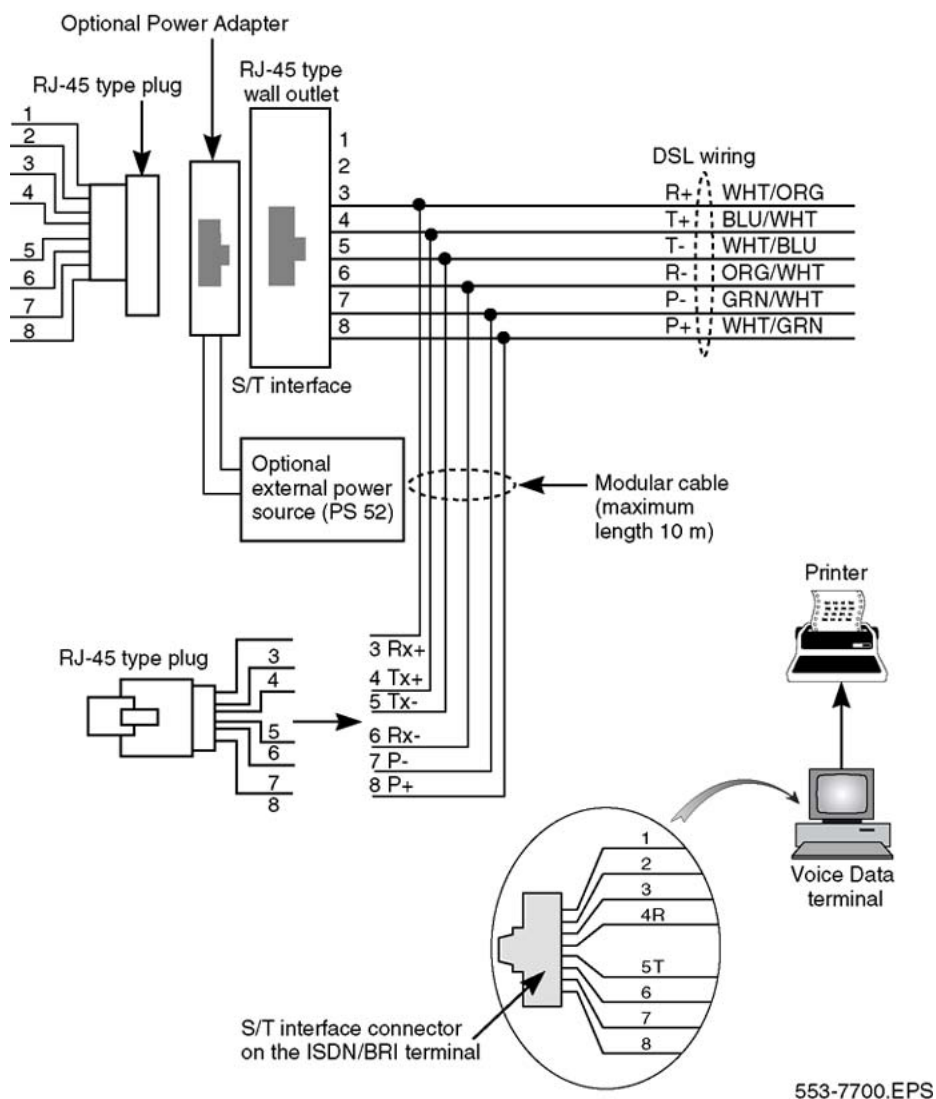 Optional Power Adapter
RJ-45 type plug
RJ-45 type
wall outlet
1
2
3
4
5
6
7
8
1
2
3
4
5
6
7
8
DSL wiring
R+ WHT/ORG
T+ BLU/WHT
T- WHT/BLU
R- ORG/WHT
P- GRN/WHT
P+ WHT/GRN
S/T interface
Optional
external power
source (PS 52)
Modular cable
(maximum
length 10 m)
Printer
RJ-45 type plug
3
4
5
6
7
8
3 Rx+
4 Tx+
5 Tx-
6 Rx-
7 P-
8 P+
Voice Data
terminal
1
2
3
4R
5T
6
7
8
S/T interface connector
on the ISDN/BRI terminal
553-7700.EPS